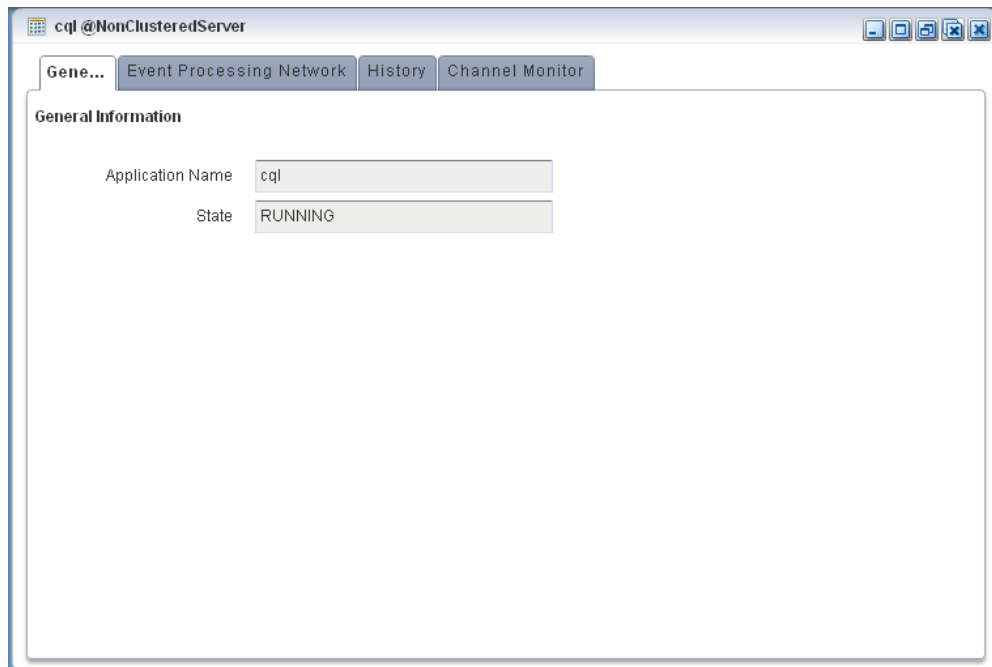 cql @NonClusteredServer
Gene... Event Processing Network History Channel Monitor
General Information
Application Name cql
State RUNNING